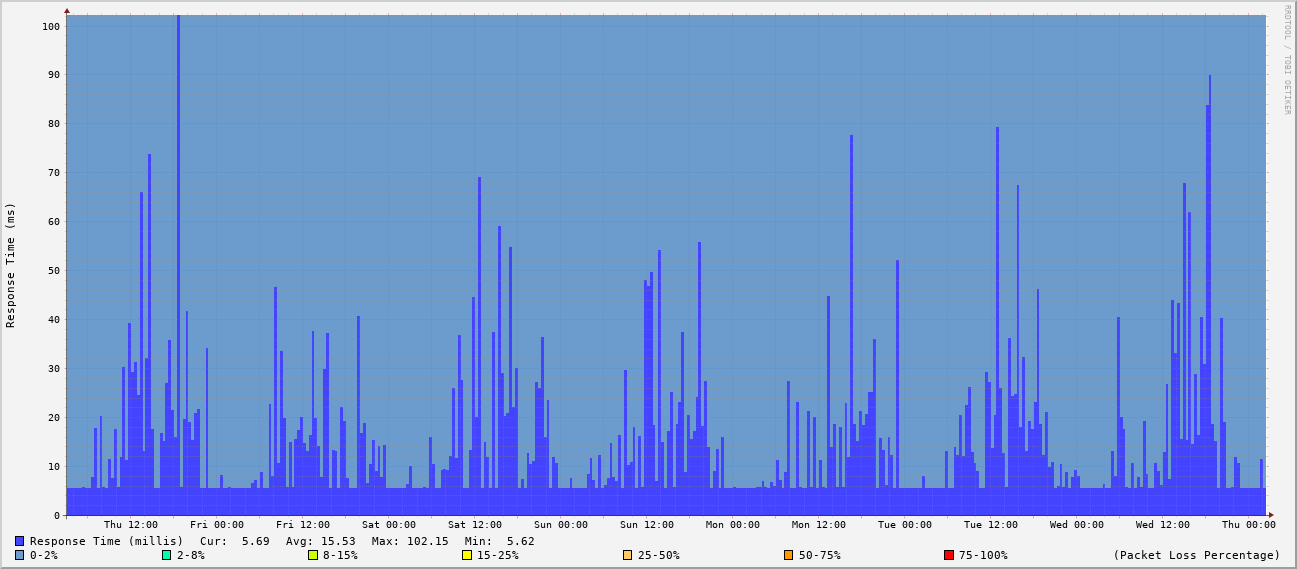 RRDTOOL / TOBI OETIKER
Response Time (ms)
100
90
80
70
60
50
40
30
20
10
0
Thu 12:00 Fri 00:00 Fri 12:00 Sat 00:00 Sat 12:00 Sun 00:00 Sun 12:00 Mon 00:00 Mon 12:00 Tue 00:00 Tue 12:00 Wed 00:00 Wed 12:00 Thu 00:00
Response Time (millis) Cur: 5.69 Avg: 15.53 Max: 102.15 Min: 5.62
0-2% 2-8% 8-15% 15-25% 25-50% 50-75% 75-100% (Packet Loss Percentage)